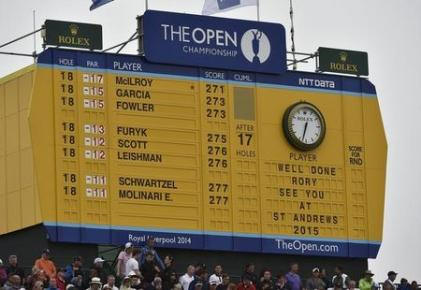 THE OPEN
CHAMPIONSHIP
ROLEX
ROLEX
NTT DATA
HOLE PAR PLAYER SCORE CUML.
18 -17 McILROY * 271
18 -15 GARCIA 273
18 -15 FOWLER 273
18 -13 FURYK 275
18 -12 SCOTT 276
18 -12 LEISHMAN 276
18 -11 SCHWARTZEL 277
18 -11 MOLINARI E. 277
AFTER
17
HOLES
ROLEX
PLAYER
SCORE
FOR
RND
WELL DONE
RORY
SEE YOU
AT
ST ANDREWS
2015
Royal Liverpool 2014
TheOpen.com